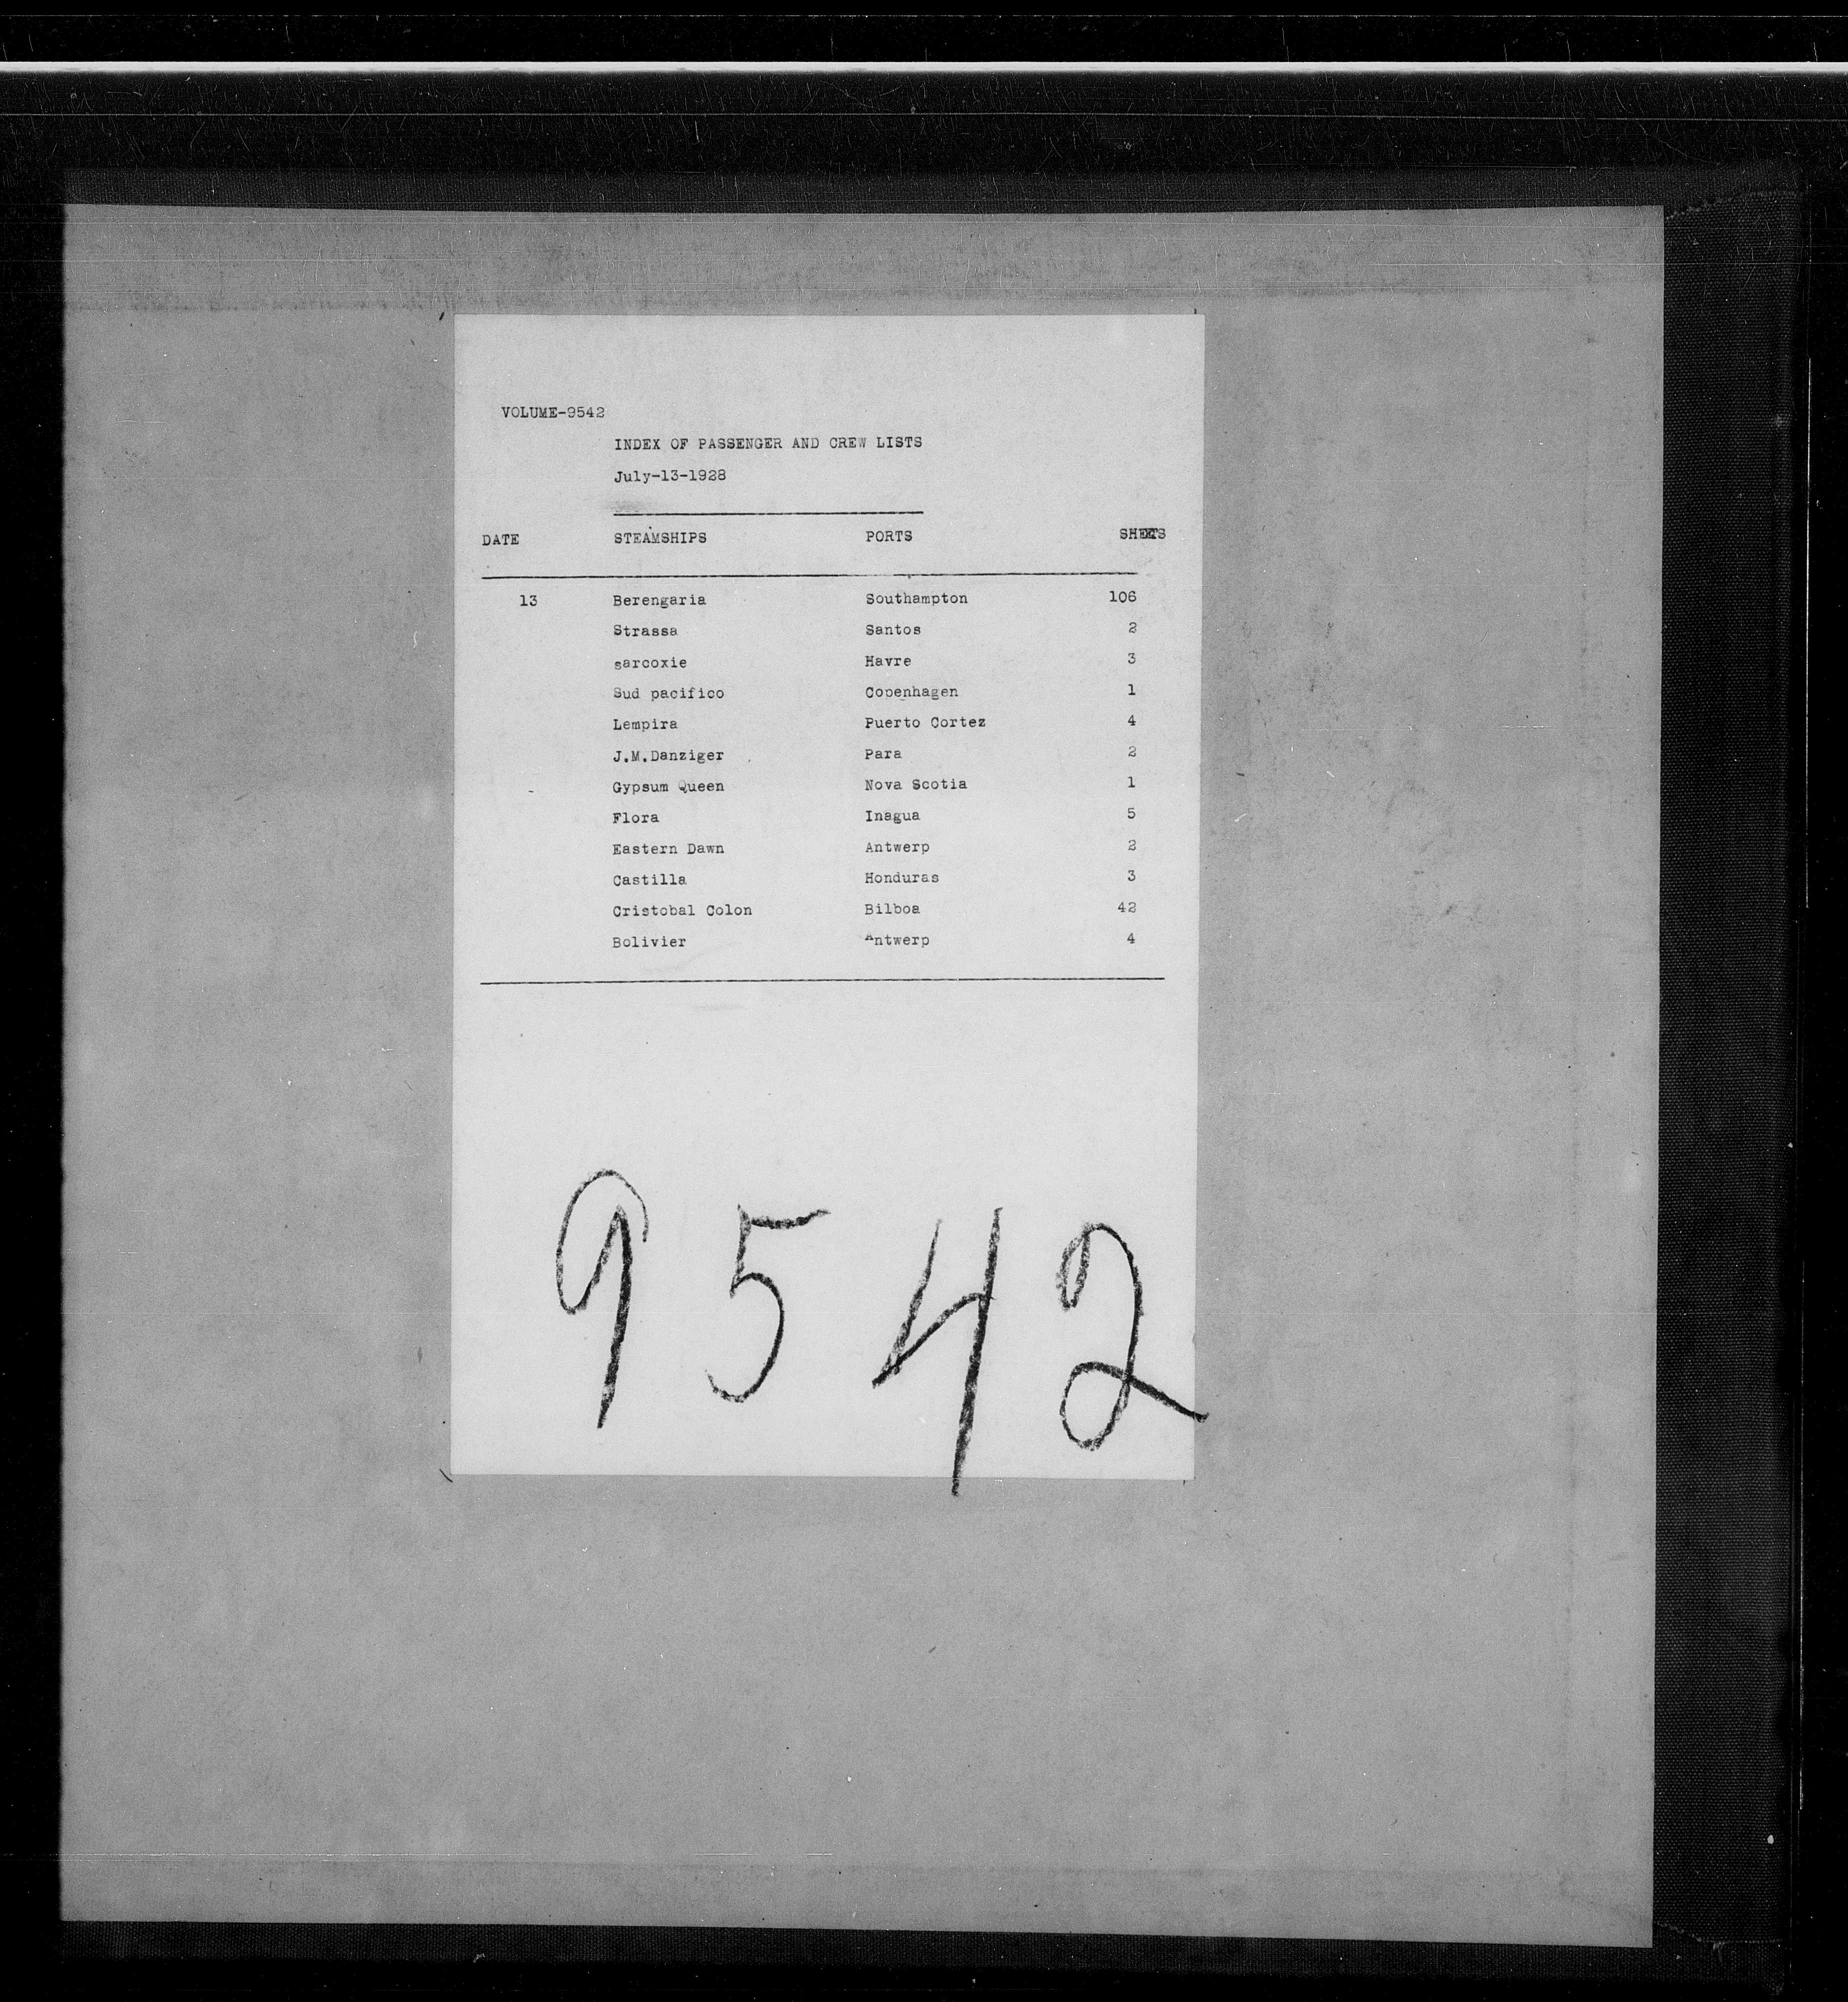 VOLUME-9542
INDEX OF PASSENGER AND CREW LISTS
July-13-1928
DATE STEAMSHIPS PORTS SHEETS
13 Berengaria Southampton 106
Strassa Santos 2
sarcoxie Havre 3
Sud pacifico Copenhagen 1
Lempira Puerto Cortez 4
J.M.Danziger Para 2
Gypsum Queen Nova Scotia 1
Flora Inagua 5
Eastern Dawn Antwerp 2
Castilla Honduras 3
Cristobal Colon Bilboa 42
Bolivier Antwerp 4
9542